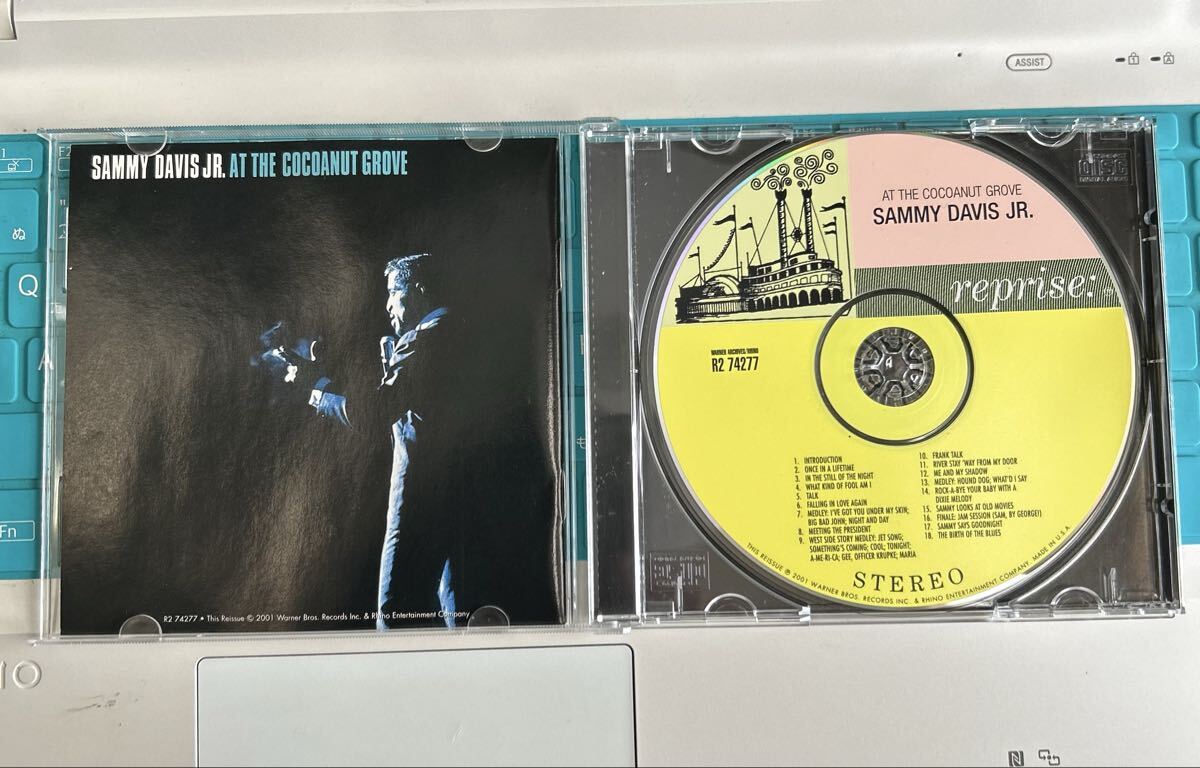 ASSIST
1
A
1
ぬ
Q
Fn
IO
SAMMY DAVIS JR. AT THE COCOANUT GROVE
R2 74277 • This Reissue © 2001 Warner Bros. Records Inc. & Rhino Entertainment Company
DISC
DIGITAL AUDIO
AT THE COCOANUT GROVE
SAMMY DAVIS JR.
reprise.
WARNER ARCHIVES/RHINO
R2 74277
1. INTRODUCTION
2. ONCE IN A LIFETIME
3. IN THE STILL OF THE NIGHT
4. WHAT KIND OF FOOL AM I
5. TALK
6. FALLING IN LOVE AGAIN
7. MEDLEY: I'VE GOT YOU UNDER MY SKIN;
BIG BAD JOHN; NIGHT AND DAY
8. MEETING THE PRESIDENT
9. WEST SIDE STORY MEDLEY: JET SONG;
SOMETHING'S COMING; COOL; TONIGHT;
A-ME-RI-CA; GEE, OFFICER KRUPKE; MARIA
10. FRANK TALK
11. RIVER STAY 'WAY FROM MY DOOR
12. ME AND MY SHADOW
13. MEDLEY: HOUND DOG; WHAT'D I SAY
14. ROCK-A-BYE YOUR BABY WITH A
DIXIE MELODY
15. SAMMY LOOKS AT OLD MOVIES
16. FINALE: JAM SESSION (SAM, BY GEORGE!)
17. SAMMY SAYS GOODNIGHT
18. THE BIRTH OF THE BLUES
STEREO
THIS REISSUE ℗ 2001 WARNER BROS. RECORDS INC. & RHINO ENTERTAINMENT COMPANY. MADE IN U.S.A.